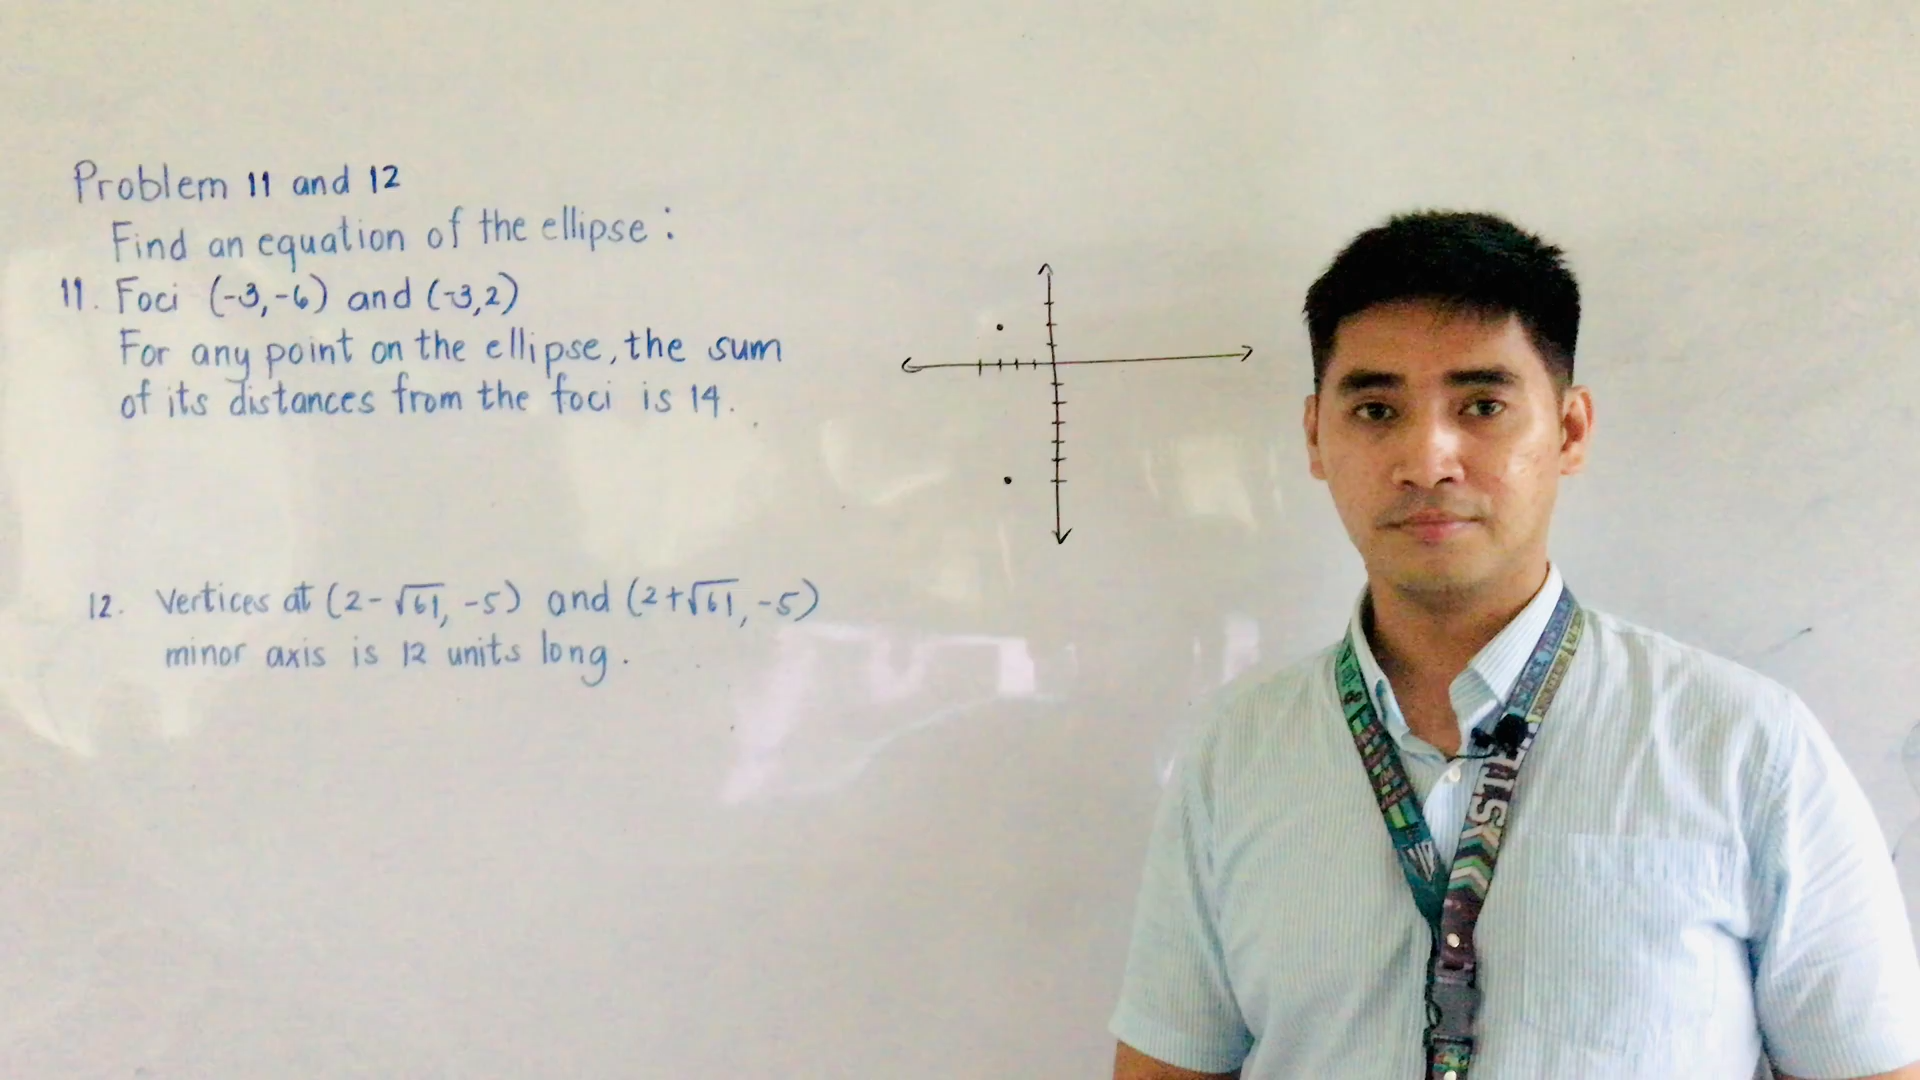 Problem 11 and 12
Find an equation of the ellipse :
11. Foci (-3,-6) and (-3,2)
For any point on the ellipse, the sum
of its distances from the foci is 14.
12. Vertices at (2-√61, -5) and (2+√61, -5)
minor axis is 12 units long.